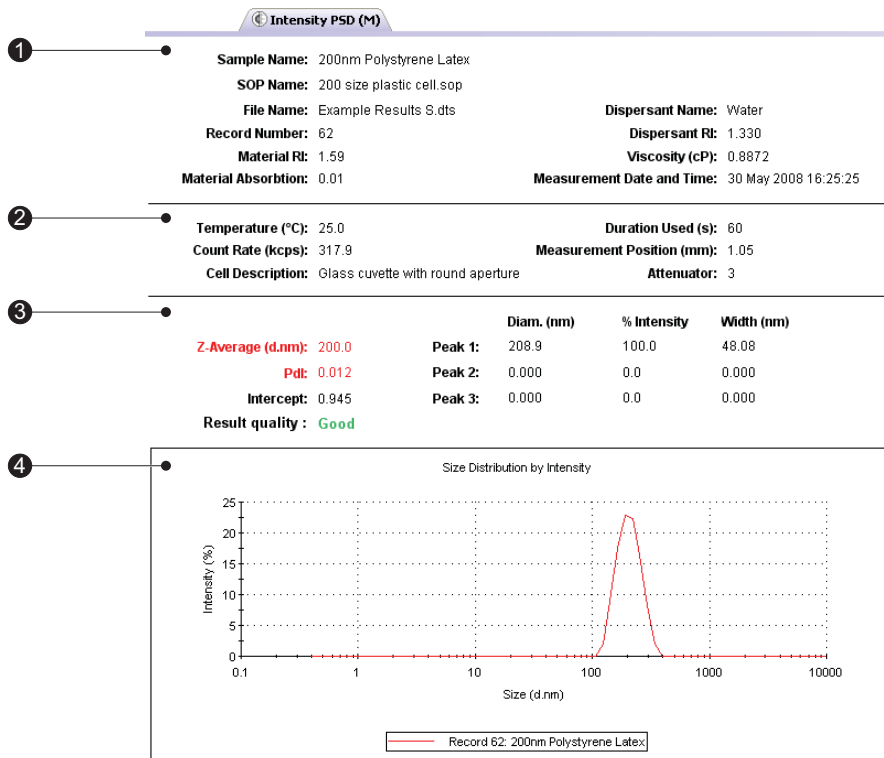 Intensity PSD (M)
1
Sample Name: 200nm Polystyrene Latex
SOP Name: 200 size plastic cell.sop
File Name: Example Results S.dts Dispersant Name: Water
Record Number: 62 Dispersant RI: 1.330
Material RI: 1.59 Viscosity (cP): 0.8872
Material Absorbtion: 0.01 Measurement Date and Time: 30 May 2008 16:25:25
2
Temperature (°C): 25.0 Duration Used (s): 60
Count Rate (kcps): 317.9 Measurement Position (mm): 1.05
Cell Description: Glass cuvette with round aperture Attenuator: 3
3
Diam. (nm) % Intensity Width (nm)
Z-Average (d.nm): 200.0 Peak 1: 208.9 100.0 48.08
PdI: 0.012 Peak 2: 0.000 0.0 0.000
Intercept: 0.945 Peak 3: 0.000 0.0 0.000
Result quality : Good
4
Size Distribution by Intensity
25
20
15
10
5
0
Intensity (%)
0.1 1 10 100 1000 10000
Size (d.nm)
Record 62: 200nm Polystyrene Latex